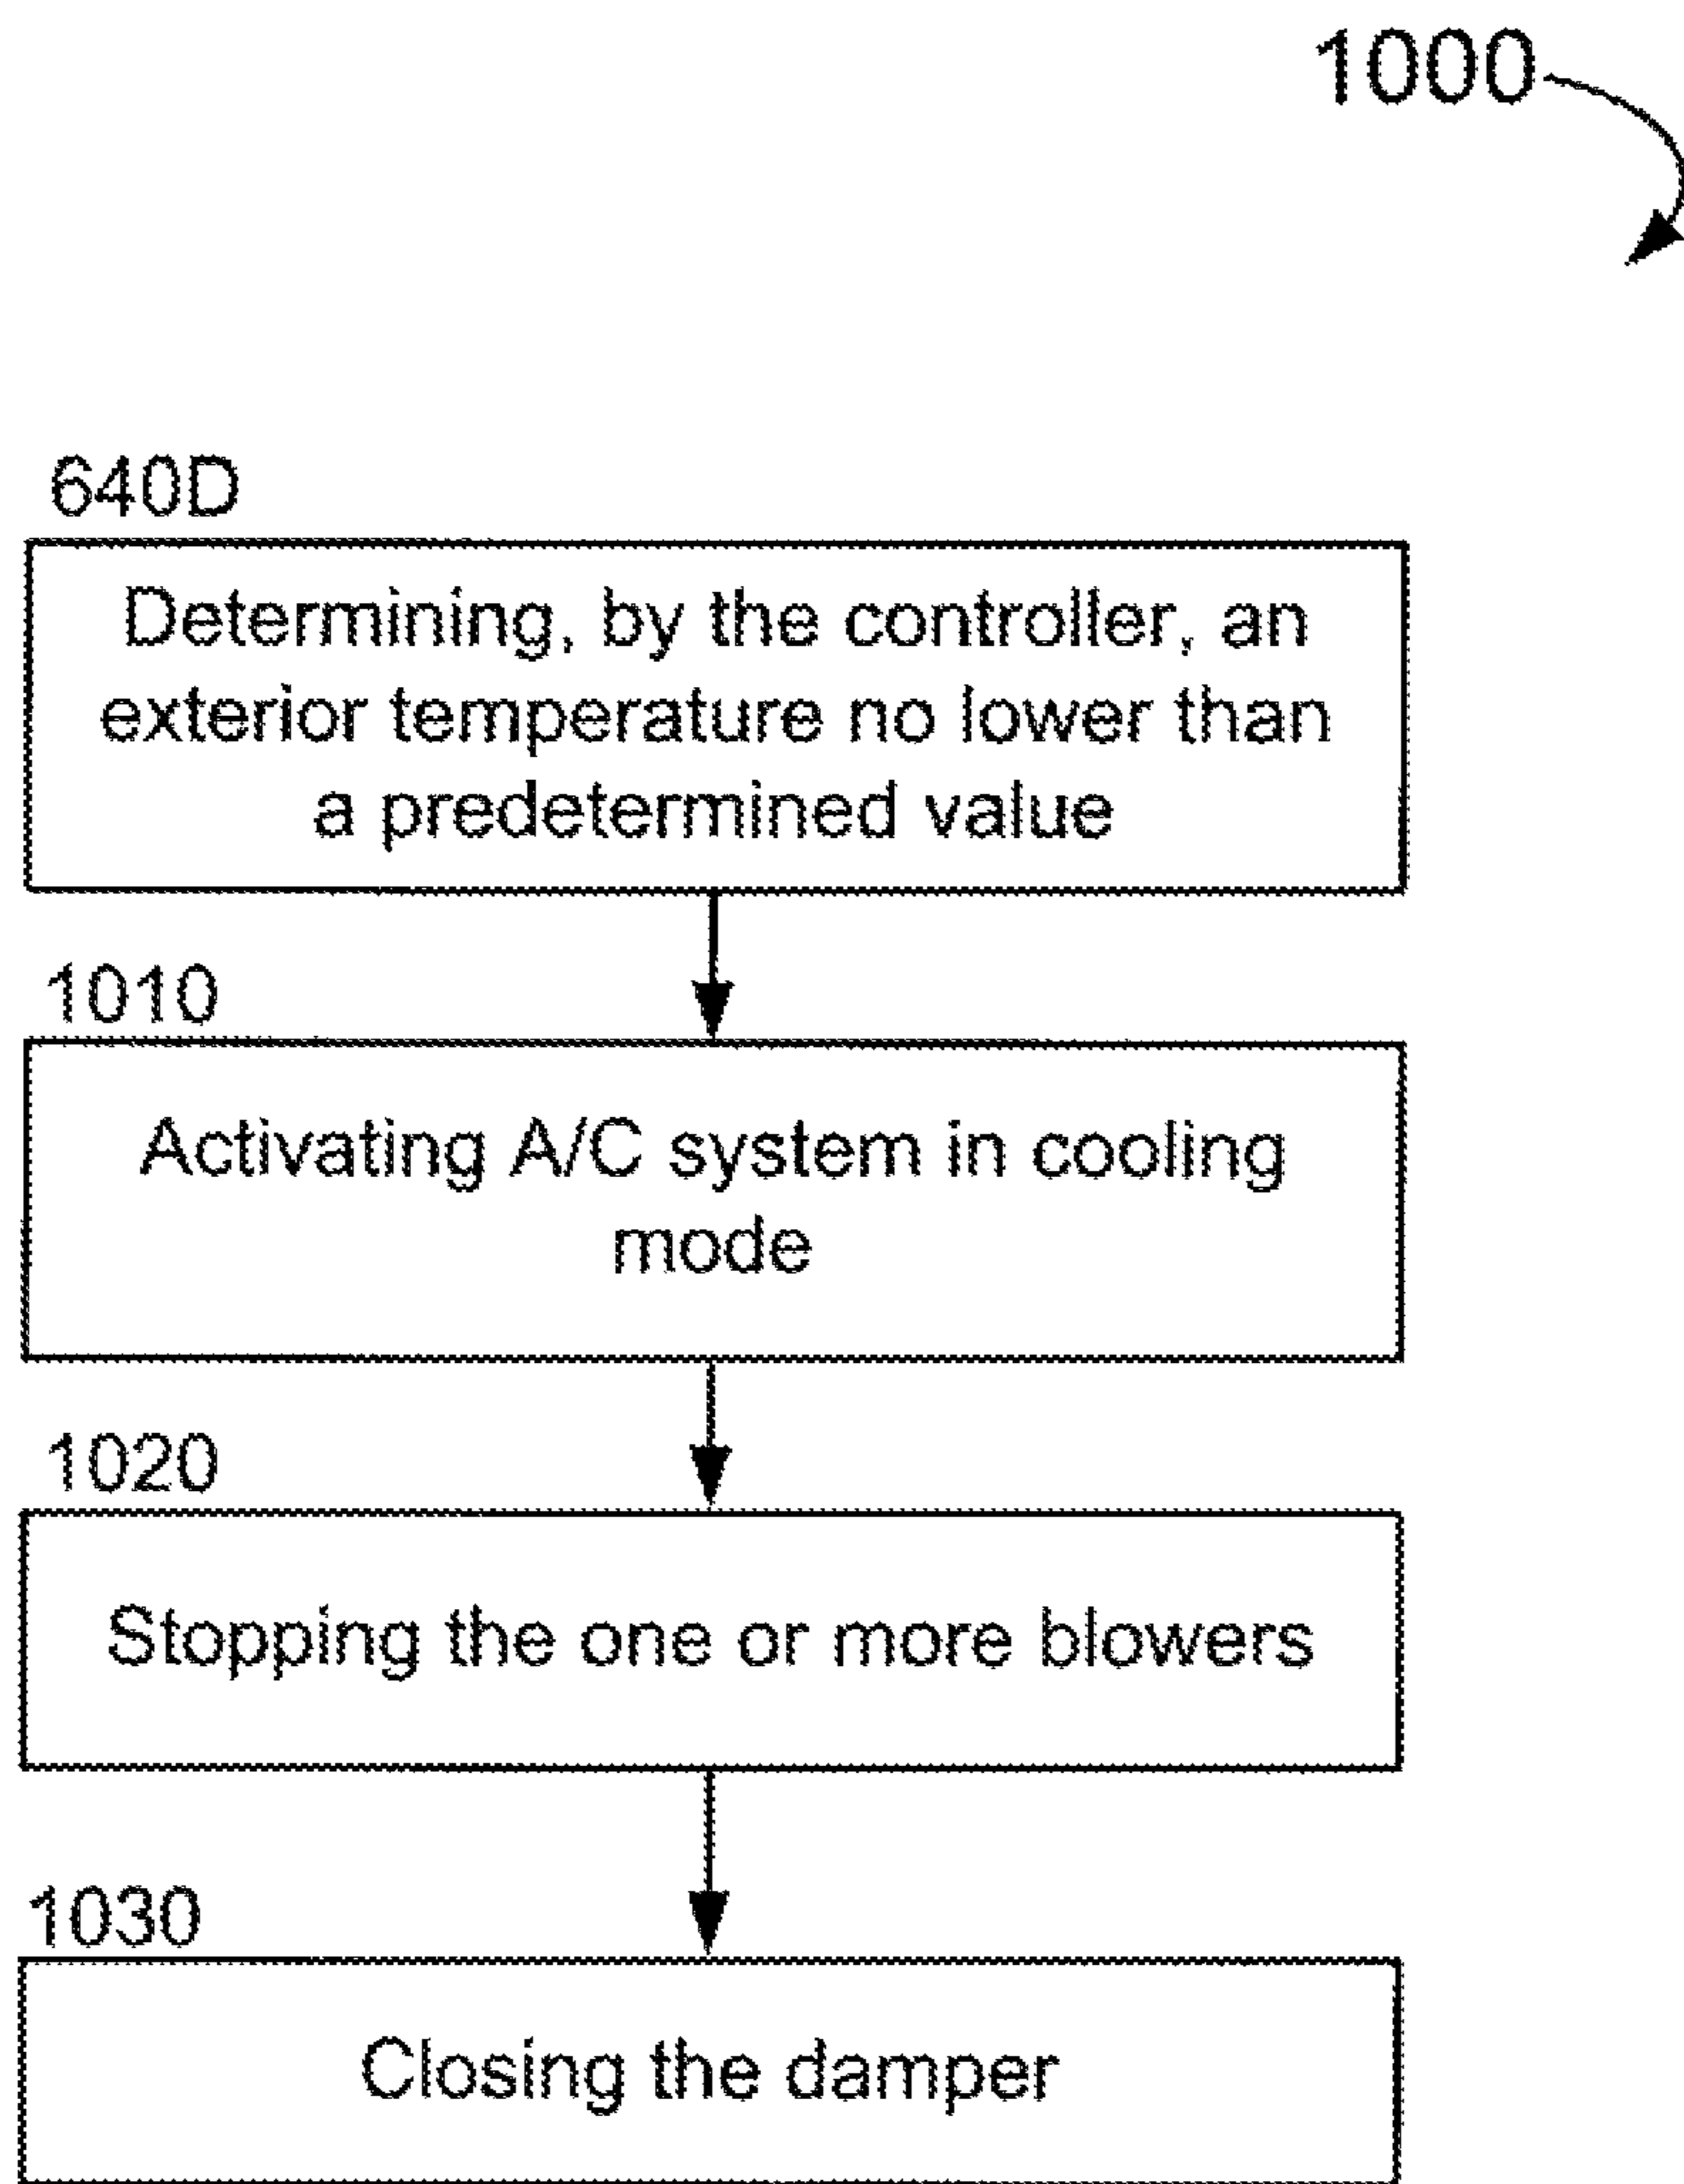 1000
640D
Determining, by the controller, an
exterior temperature no lower than
a predetermined value
1010
Activating A/C system in cooling
mode
1020
Stopping the one or more blowers
1030
Closing the damper